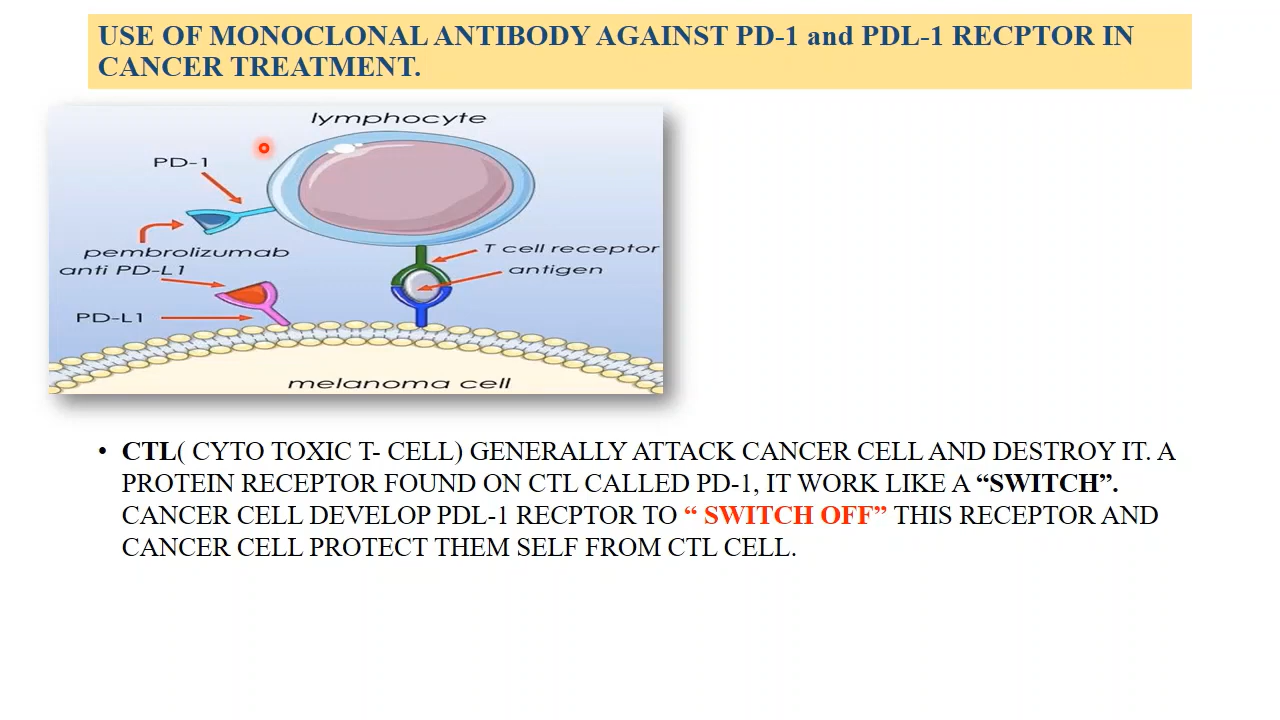 USE OF MONOCLONAL ANTIBODY AGAINST PD-1 and PDL-1 RECPTOR IN
CANCER TREATMENT.
lymphocyte
PD-1
pembrolizumab
T cell receptor
anti PD-L1
antigen
PD-L1
melanoma cell
• CTL( CYTO TOXIC T- CELL) GENERALLY ATTACK CANCER CELL AND DESTROY IT. A
PROTEIN RECEPTOR FOUND ON CTL CALLED PD-1, IT WORK LIKE A “SWITCH”.
CANCER CELL DEVELOP PDL-1 RECPTOR TO “ SWITCH OFF” THIS RECEPTOR AND
CANCER CELL PROTECT THEM SELF FROM CTL CELL.